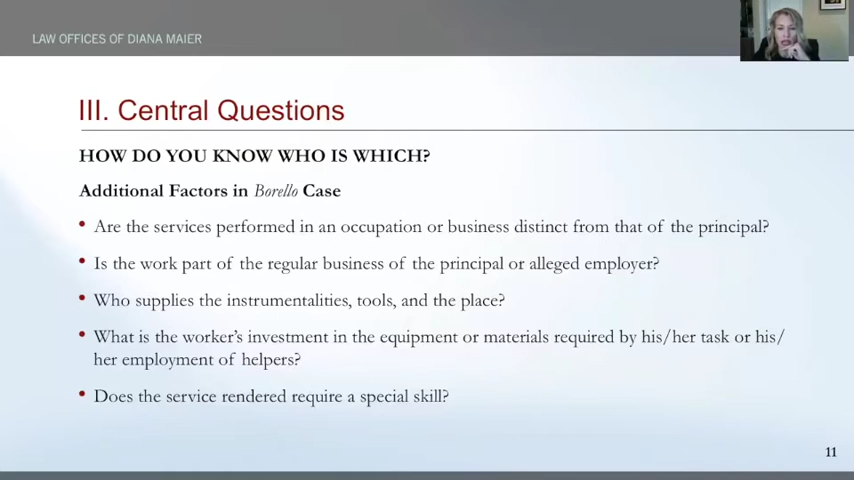 LAW OFFICES OF DIANA MAIER
III. Central Questions
HOW DO YOU KNOW WHO IS WHICH?
Additional Factors in Borello Case
• Are the services performed in an occupation or business distinct from that of the principal?
• Is the work part of the regular business of the principal or alleged employer?
• Who supplies the instrumentalities, tools, and the place?
• What is the worker's investment in the equipment or materials required by his/her task or his/
her employment of helpers?
• Does the service rendered require a special skill?
11